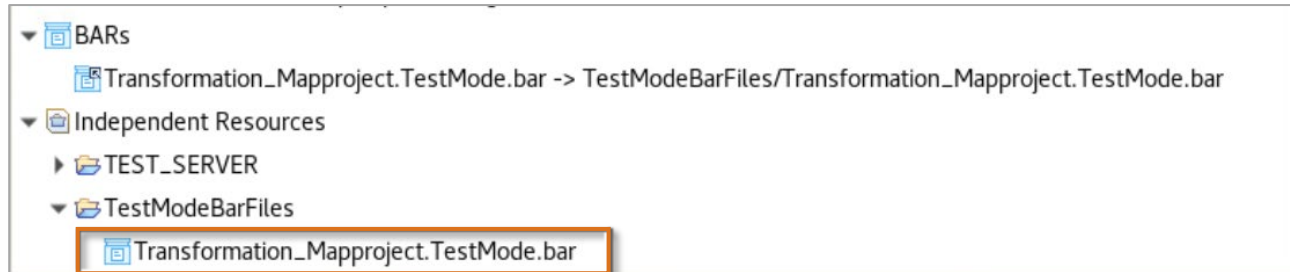 BARs
Transformation_Mapproject.TestMode.bar -> TestModeBarFiles/Transformation_Mapproject.TestMode.bar
Independent Resources
TEST_SERVER
TestModeBarFiles
Transformation_Mapproject.TestMode.bar